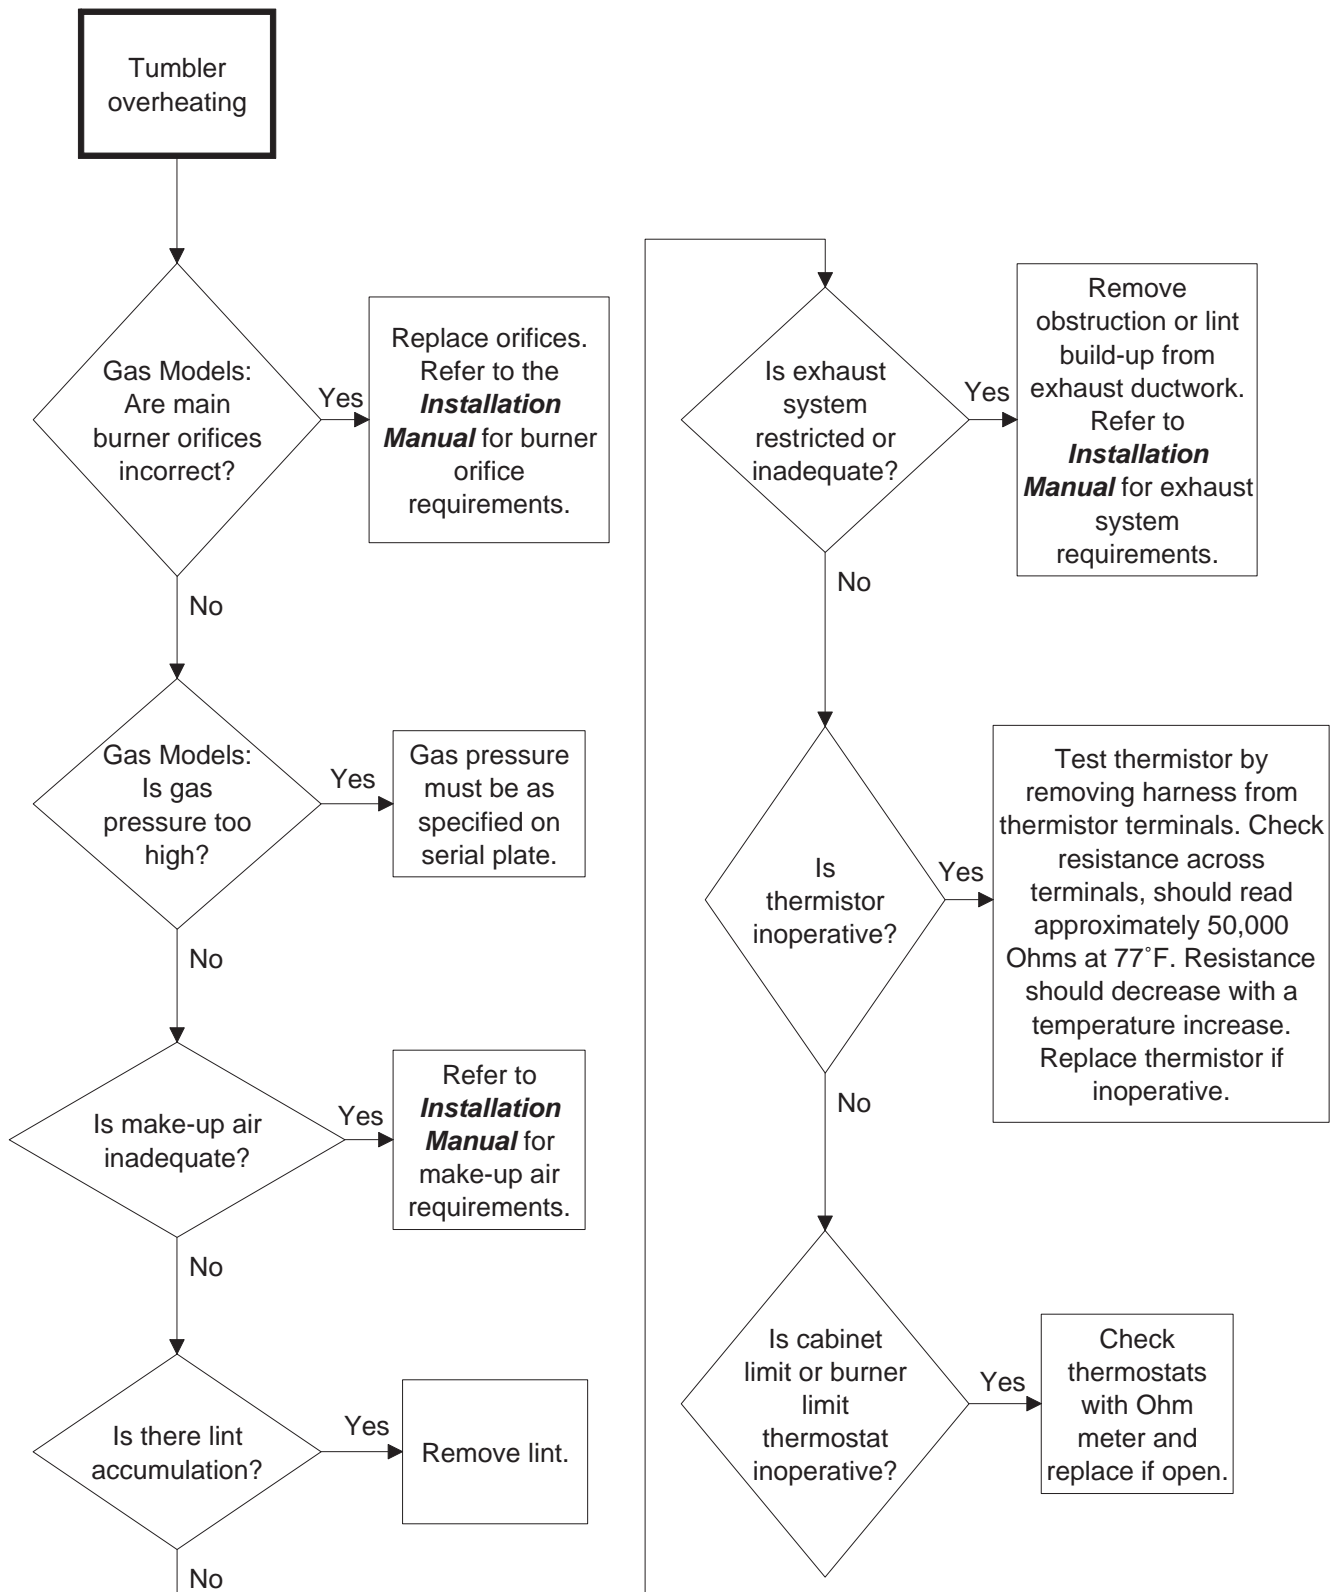 Tumbler
overheating
Gas Models:
Are main
burner orifices
incorrect?
Yes
Replace orifices.
Refer to the
Installation
Manual for burner
orifice
requirements.
No
Gas Models:
Is gas
pressure too
high?
Yes
Gas pressure
must be as
specified on
serial plate.
No
Is make-up air
inadequate?
Yes
Refer to
Installation
Manual for
make-up air
requirements.
No
Is there lint
accumulation?
Yes
Remove lint.
No
Is exhaust
system
restricted or
inadequate?
Yes
Remove
obstruction or lint
build-up from
exhaust ductwork.
Refer to
Installation
Manual for exhaust
system
requirements.
No
Is
thermistor
inoperative?
Yes
Test thermistor by
removing harness from
thermistor terminals. Check
resistance across
terminals, should read
approximately 50,000
Ohms at 77˚F. Resistance
should decrease with a
temperature increase.
Replace thermistor if
inoperative.
No
Is cabinet
limit or burner
limit
thermostat
inoperative?
Yes
Check
thermostats
with Ohm
meter and
replace if open.